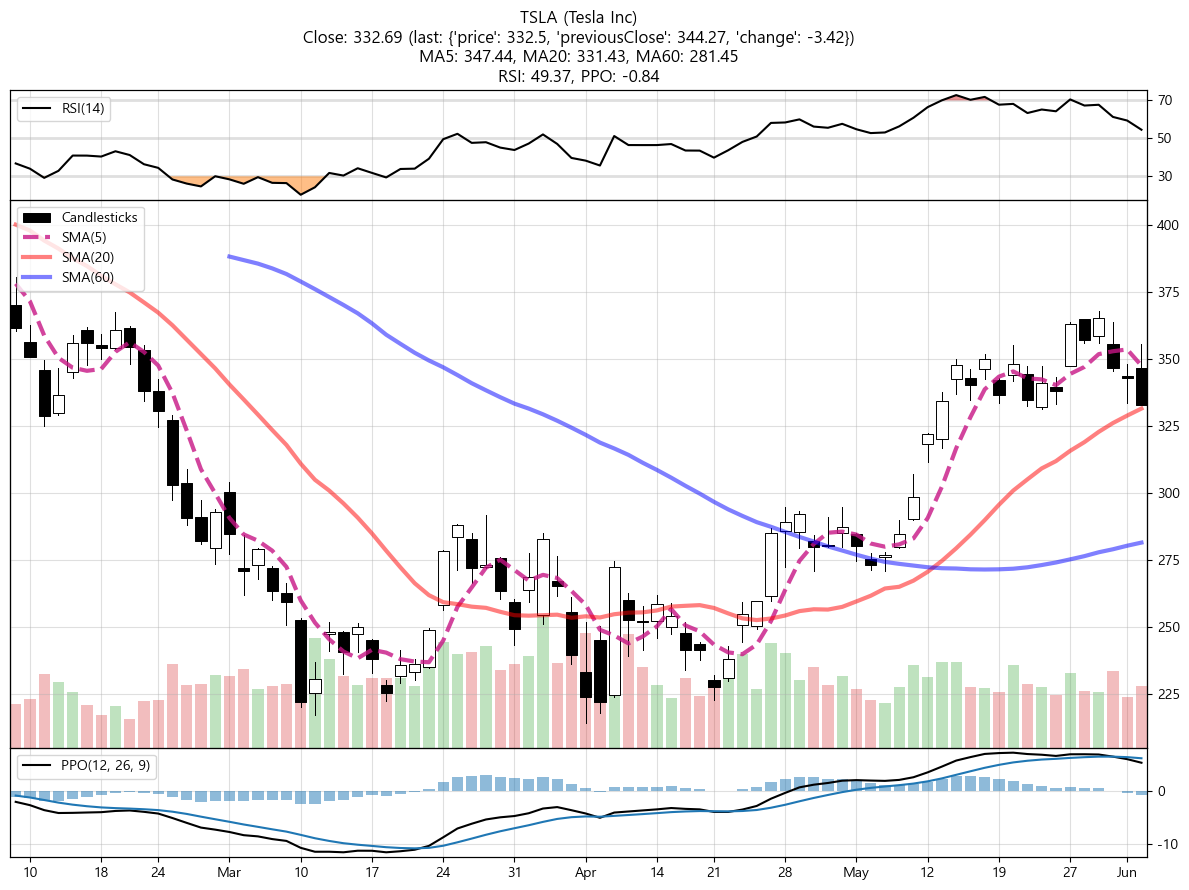 TSLA (Tesla Inc)
Close: 332.69 (last: {'price': 332.5, 'previousClose': 344.27, 'change': -3.42})
MA5: 347.44, MA20: 331.43, MA60: 281.45
RSI: 49.37, PPO: -0.84
RSI(14)
70
50
30
Candlesticks
SMA(5)
SMA(20)
SMA(60)
400
375
350
325
300
275
250
225
PPO(12, 26, 9)
0
-10
10 18 24 Mar 10 17 24 31 Apr 14 21 28 May 12 19 27 Jun